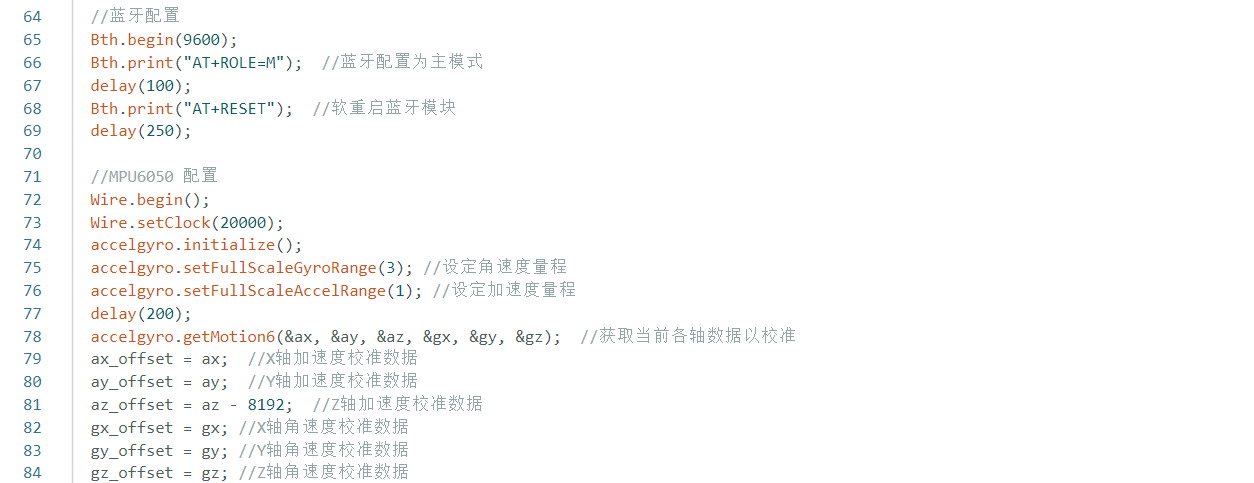 64 //蓝牙配置
65 Bth.begin(9600);
66 Bth.print("AT+ROLE=M");  //蓝牙配置为主模式
67 delay(100);
68 Bth.print("AT+RESET");  //软重启蓝牙模块
69 delay(250);
70
71 //MPU6050 配置
72 Wire.begin();
73 Wire.setClock(20000);
74 accelgyro.initialize();
75 accelgyro.setFullScaleGyroRange(3); //设定角速度量程
76 accelgyro.setFullScaleAccelRange(1); //设定加速度量程
77 delay(200);
78 accelgyro.getMotion6(&ax, &ay, &az, &gx, &gy, &gz);  //获取当前各轴数据以校准
79 ax_offset = ax;  //X轴加速度校准数据
80 ay_offset = ay;  //Y轴加速度校准数据
81 az_offset = az - 8192;  //Z轴加速度校准数据
82 gx_offset = gx; //X轴角速度校准数据
83 gy_offset = gy; //Y轴角速度校准数据
84 gz_offset = gz; //Z轴角速度校准数据